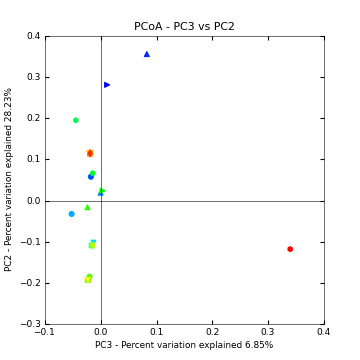 PCoA - PC3 vs PC2
0.4
0.3
0.2
0.1
0.0
−0.1
−0.2
−0.3
PC2 - Percent variation explained 28.23%
−0.1 0.0 0.1 0.2 0.3 0.4
PC3 - Percent variation explained 6.85%